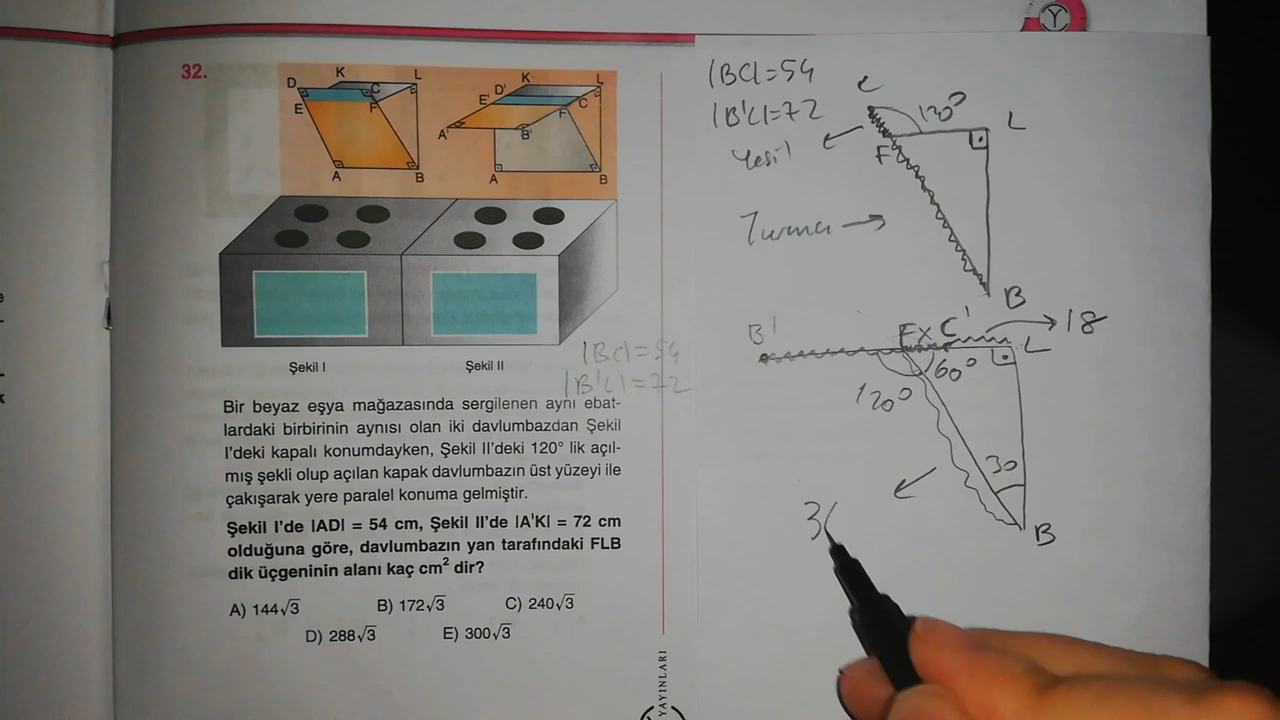 32.
D K L
E C F
A B
K L
D' E' C
F
A' B'
A B
Şekil I
Şekil II
|BC|=54
|B'L|=72
Bir beyaz eşya mağazasında sergilenen aynı ebat-
lardaki birbirinin aynısı olan iki davlumbazdan Şekil
I'deki kapalı konumdayken, Şekil II'deki 120° lik açıl-
mış şekli olup açılan kapak davlumbazın üst yüzeyi ile
çakışarak yere paralel konuma gelmiştir.
Şekil I'de IADI = 54 cm, Şekil II'de IA'KI = 72 cm
olduğuna göre, davlumbazın yan tarafındaki FLB
dik üçgeninin alanı kaç cm² dir?
A) 144√3 B) 172√3 C) 240√3
D) 288√3 E) 300√3
YAYINLARI
Y
|BC|=54
|B'L|=72
Yeşil
Turuncu
C 120° L
F
B
B' F x C' 18
L
120° 60°
30
B